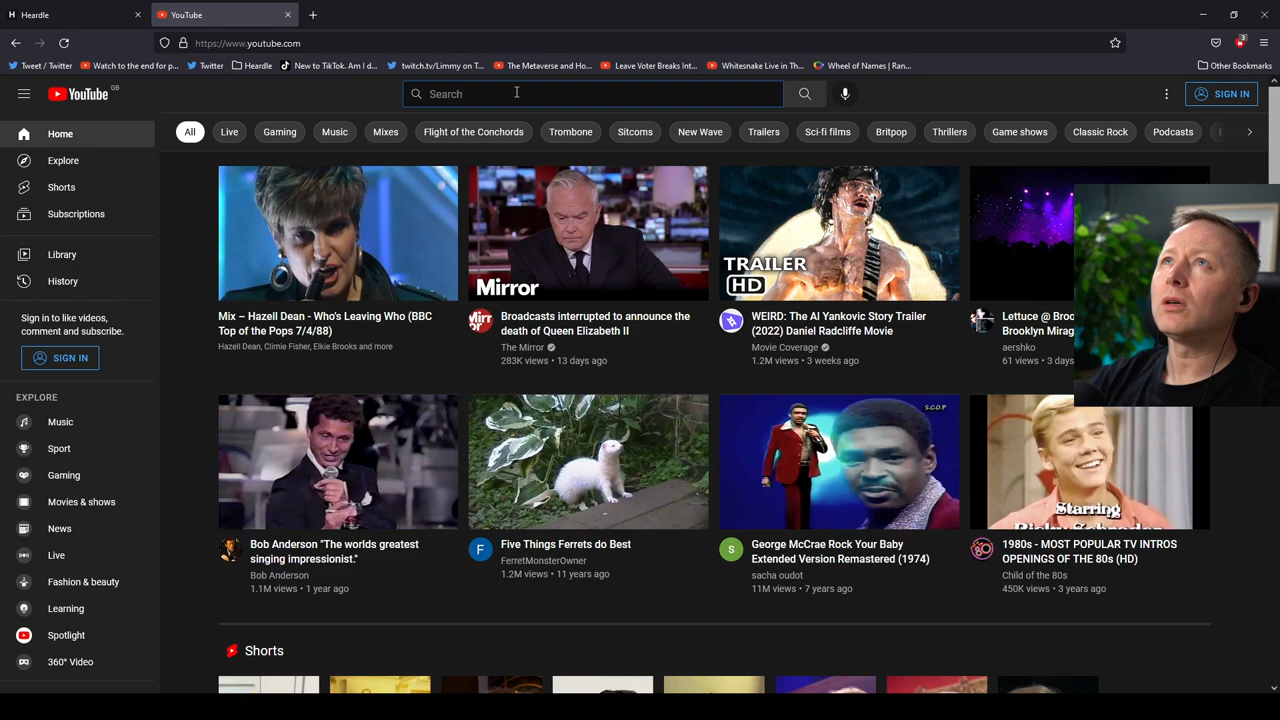 Heardle
YouTube
https://www.youtube.com
3
Tweet / Twitter
Watch to the end for p...
Twitter
Heardle
New to TikTok. Am I d...
twitch.tv/Limmy on T...
The Metaverse and Ho...
Leave Voter Breaks Int...
Whitesnake Live in Th...
Wheel of Names | Ran...
Other Bookmarks
YouTube GB
Search
SIGN IN
Home
Explore
Shorts
Subscriptions
Library
History
Sign in to like videos,
comment and subscribe.
SIGN IN
EXPLORE
Music
Sport
Gaming
Movies & shows
News
Live
Fashion & beauty
Learning
Spotlight
360° Video
All
Live
Gaming
Music
Mixes
Flight of the Conchords
Trombone
Sitcoms
New Wave
Trailers
Sci-fi films
Britpop
Thrillers
Game shows
Classic Rock
Podcasts
Mix – Hazell Dean - Who's Leaving Who (BBC
Top of the Pops 7/4/88)
Hazell Dean, Climie Fisher, Elkie Brooks and more
Mirror
Broadcasts interrupted to announce the
death of Queen Elizabeth II
The Mirror
283K views • 13 days ago
TRAILER
HD
WEIRD: The Al Yankovic Story Trailer
(2022) Daniel Radcliffe Movie
Movie Coverage
1.2M views • 3 weeks ago
Lettuce @ Broo
Brooklyn Mirag
aershko
61 views • 3 days
Bob Anderson "The worlds greatest
singing impressionist."
Bob Anderson
1.1M views • 1 year ago
F
Five Things Ferrets do Best
FerretMonsterOwner
1.2M views • 11 years ago
S.C.O.P
S
George McCrae Rock Your Baby
Extended Version Remastered (1974)
sacha oudot
11M views • 7 years ago
Starring
Ricky Schroder
1980s - MOST POPULAR TV INTROS
OPENINGS OF THE 80s (HD)
Child of the 80s
450K views • 3 years ago
Shorts